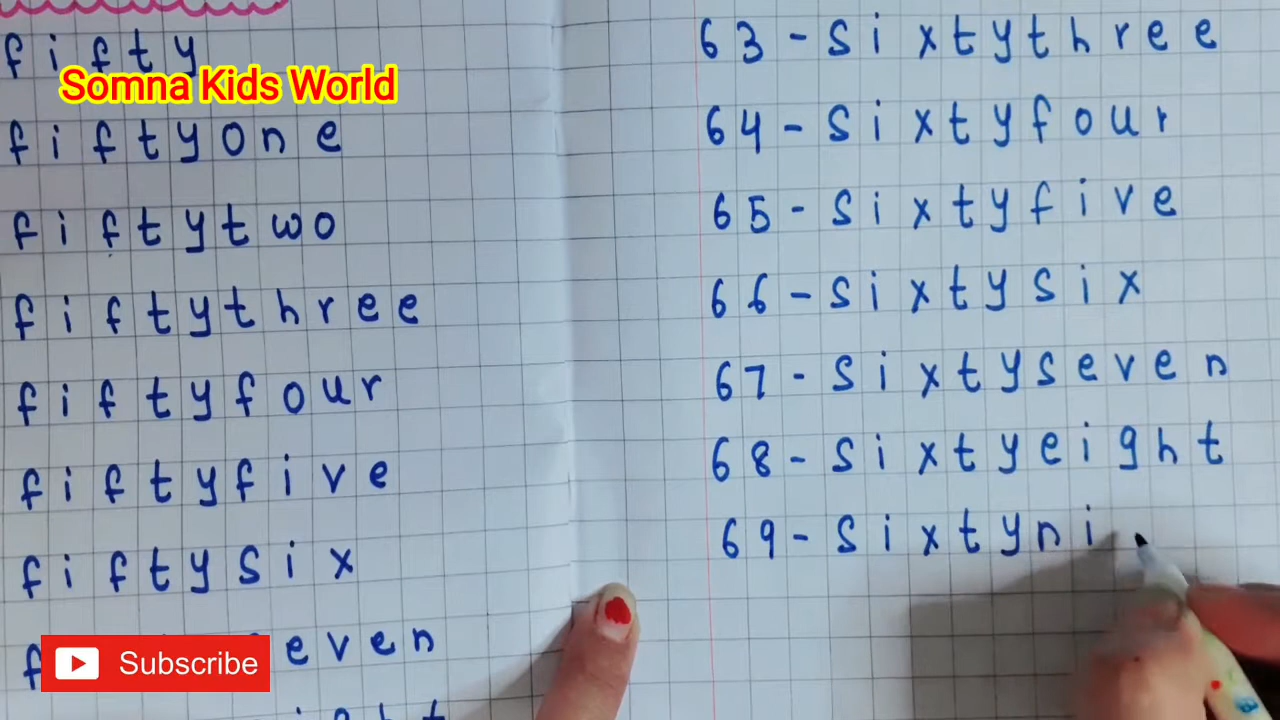 fifty
Somna Kids World
fiftyone
fiftytwo
fiftythree
fiftyfour
fiftyfive
fiftysix
even
Subscribe
63-sixtythree
64-sixtyfour
65-sixtyfive
66-sixtysix
67-sixtyseven
68-sixtyeight
69-sixtyni